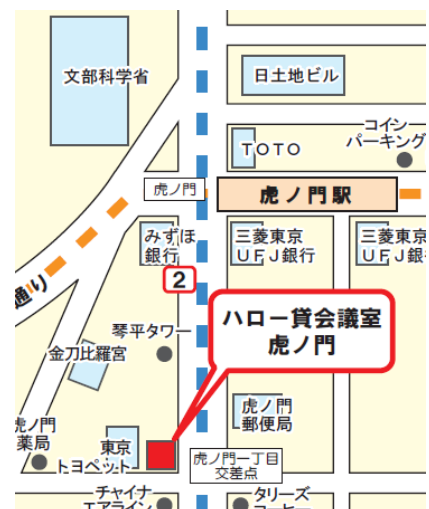 文部科学省
日土地ビル
コイン
パーキング
TOTO
虎ノ門
虎ノ門駅
みずほ
銀行
三菱東京
UFJ銀行
三菱東京
UFJ銀
2
通り
ハロー貸会議室
虎ノ門
琴平タワー
金刀比羅宮
虎ノ門
郵便局
虎ノ門
薬局
東京
トヨペット
虎ノ門一丁目
交差点
チャイナ
エアライン
タリーズ
コーヒー